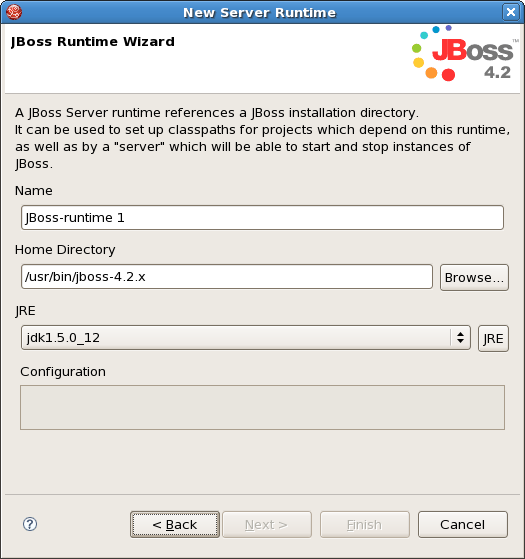 New Server Runtime
JBoss Runtime Wizard
JBoss™
4.2
A JBoss Server runtime references a JBoss installation directory.
It can be used to set up classpaths for projects which depend on this runtime,
as well as by a "server" which will be able to start and stop instances of
JBoss.
Name
JBoss-runtime 1
Home Directory
/usr/bin/jboss-4.2.x
Browse...
JRE
jdk1.5.0_12
JRE
Configuration
?
< Back
Next >
Finish
Cancel